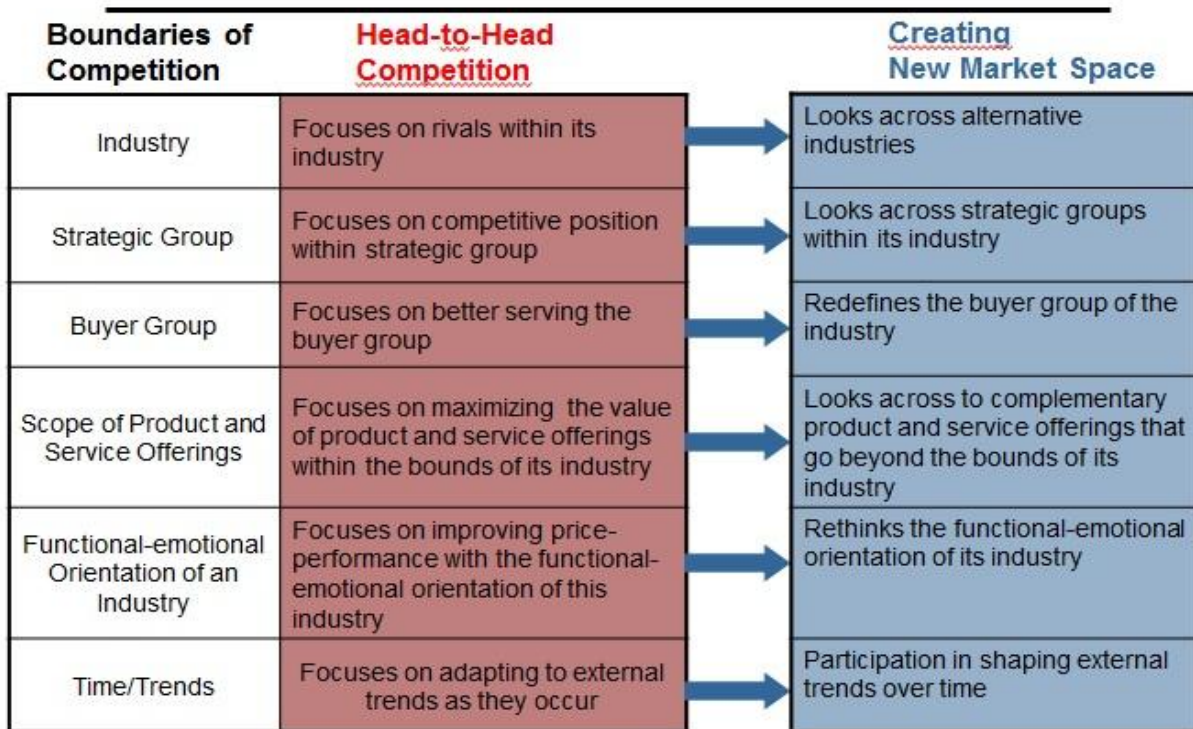 Boundaries of
Competition
Head-to-Head
Competition
Creating
New Market Space
Industry
Focuses on rivals within its
industry
Looks across alternative
industries
Strategic Group
Focuses on competitive position
within strategic group
Looks across strategic groups
within its industry
Buyer Group
Focuses on better serving the
buyer group
Redefines the buyer group of the
industry
Scope of Product and
Service Offerings
Focuses on maximizing the value
of product and service offerings
within the bounds of its industry
Looks across to complementary
product and service offerings that
go beyond the bounds of its
industry
Functional-emotional
Orientation of an
Industry
Focuses on improving price-
performance with the functional-
emotional orientation of this
industry
Rethinks the functional-emotional
orientation of its industry
Time/Trends
Focuses on adapting to external
trends as they occur
Participation in shaping external
trends over time